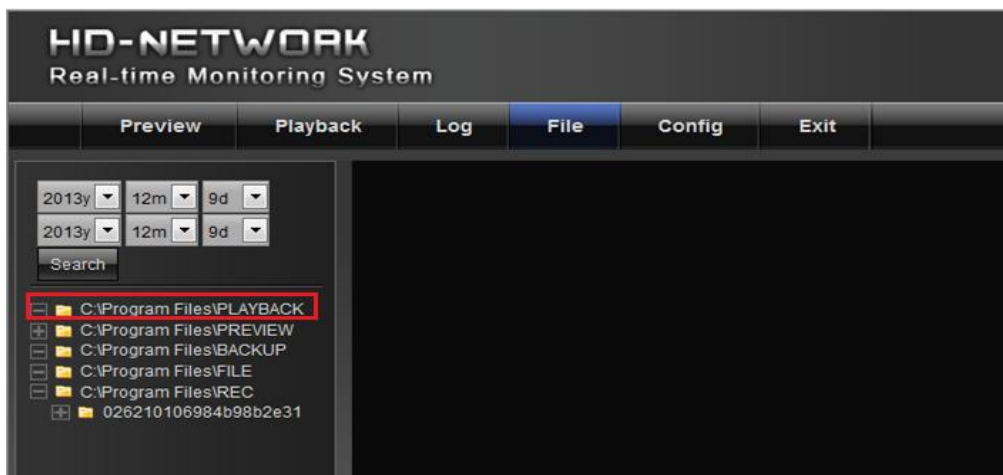 HD-NETWORK
Real-time Monitoring System
Preview Playback Log File Config Exit
2013y 12m 9d
2013y 12m 9d
Search
C:\Program Files\PLAYBACK
C:\Program Files\PREVIEW
C:\Program Files\BACKUP
C:\Program Files\FILE
C:\Program Files\REC
026210106984b98b2e31